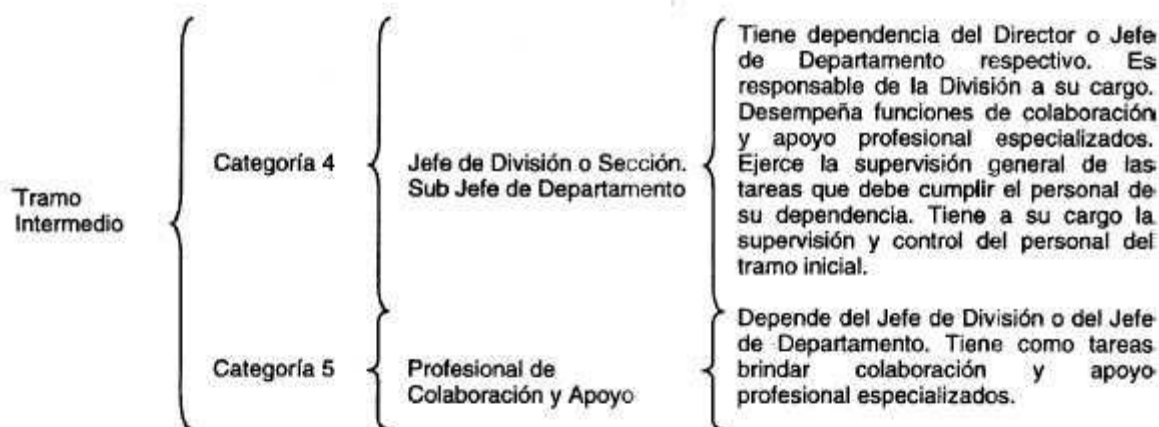 Tramo
Intermedio
Categoría 4
Jefe de División o Sección.
Sub Jefe de Departamento
Tiene dependencia del Director o Jefe
de Departamento respectivo. Es
responsable de la División a su cargo.
Desempeña funciones de colaboración
y apoyo profesional especializados.
Ejerce la supervisión general de las
tareas que debe cumplir el personal de
su dependencia. Tiene a su cargo la
supervisión y control del personal del
tramo inicial.
Categoría 5
Profesional de
Colaboración y Apoyo
Depende del Jefe de División o del Jefe
de Departamento. Tiene como tareas
brindar colaboración y apoyo
profesional especializados.